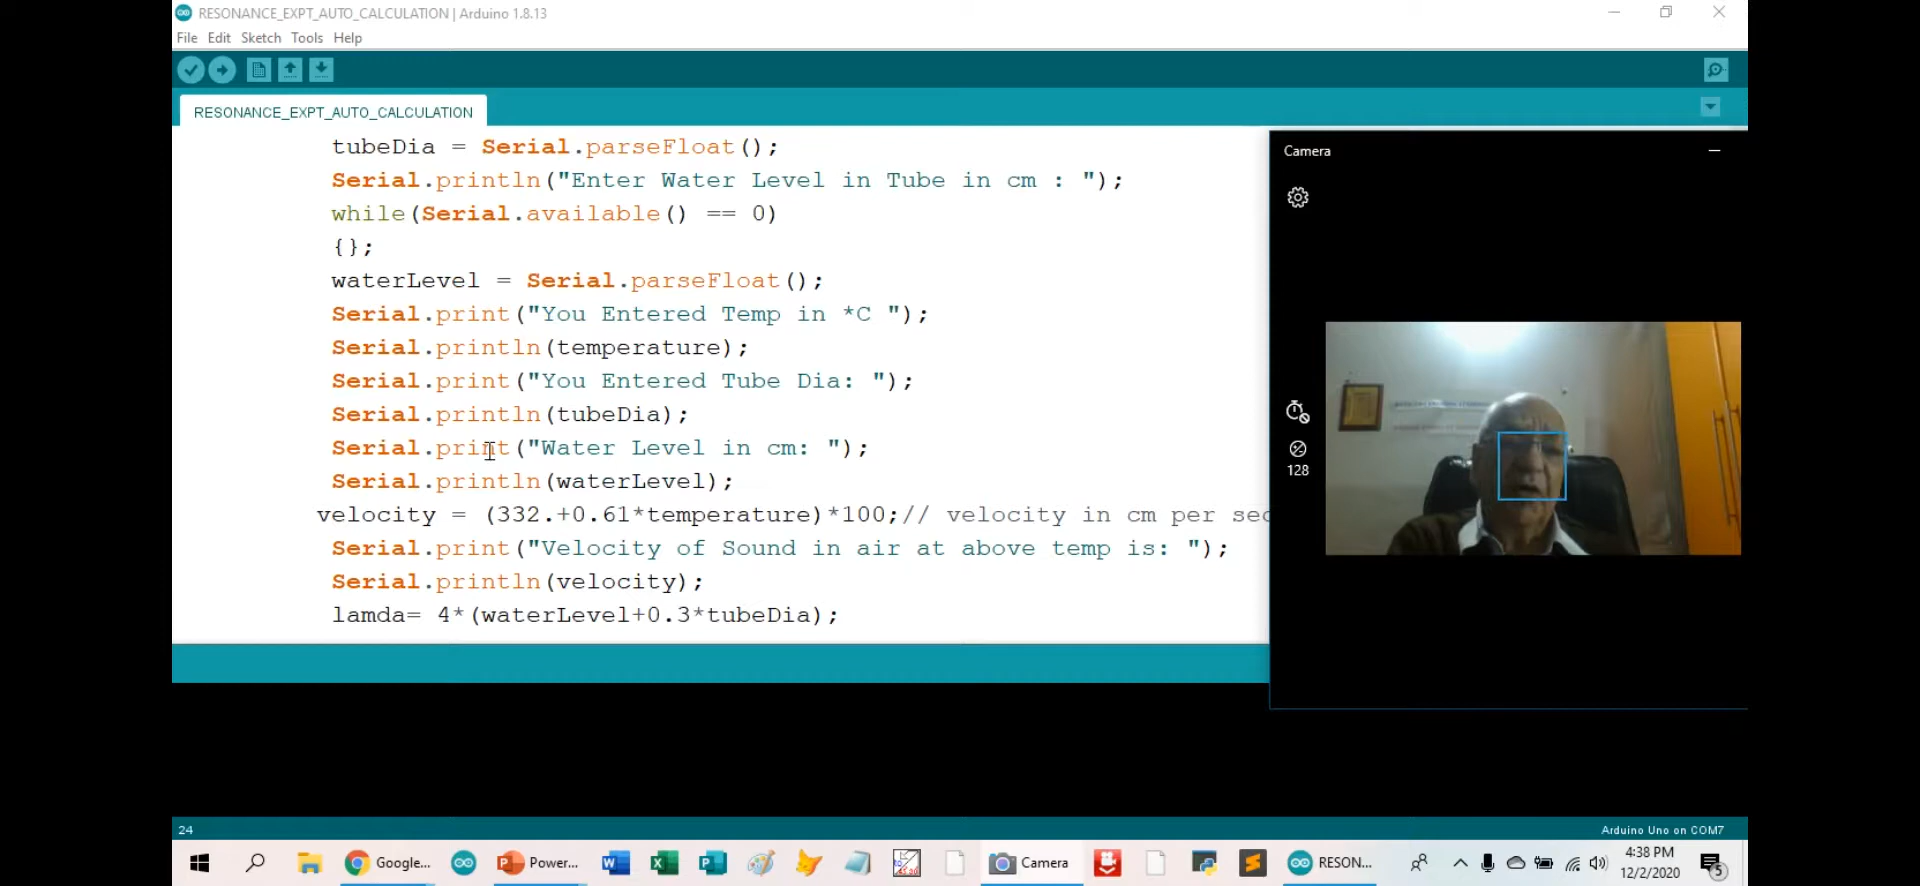 RESONANCE_EXPT_AUTO_CALCULATION | Arduino 1.8.13
File Edit Sketch Tools Help
RESONANCE_EXPT_AUTO_CALCULATION
tubeDia = Serial.parseFloat();
Serial.println("Enter Water Level in Tube in cm : ");
while(Serial.available() == 0)
{};
waterLevel = Serial.parseFloat();
Serial.print("You Entered Temp in *C ");
Serial.println(temperature);
Serial.print("You Entered Tube Dia: ");
Serial.println(tubeDia);
Serial.print("Water Level in cm: ");
Serial.println(waterLevel);
velocity = (332.+0.61*temperature)*100;// velocity in cm per sec
Serial.print("Velocity of Sound in air at above temp is: ");
Serial.println(velocity);
lamda= 4*(waterLevel+0.3*tubeDia);
Camera
128
24
Arduino Uno on COM7
Google...
Power...
Camera
RESON...
4:38 PM
12/2/2020
5